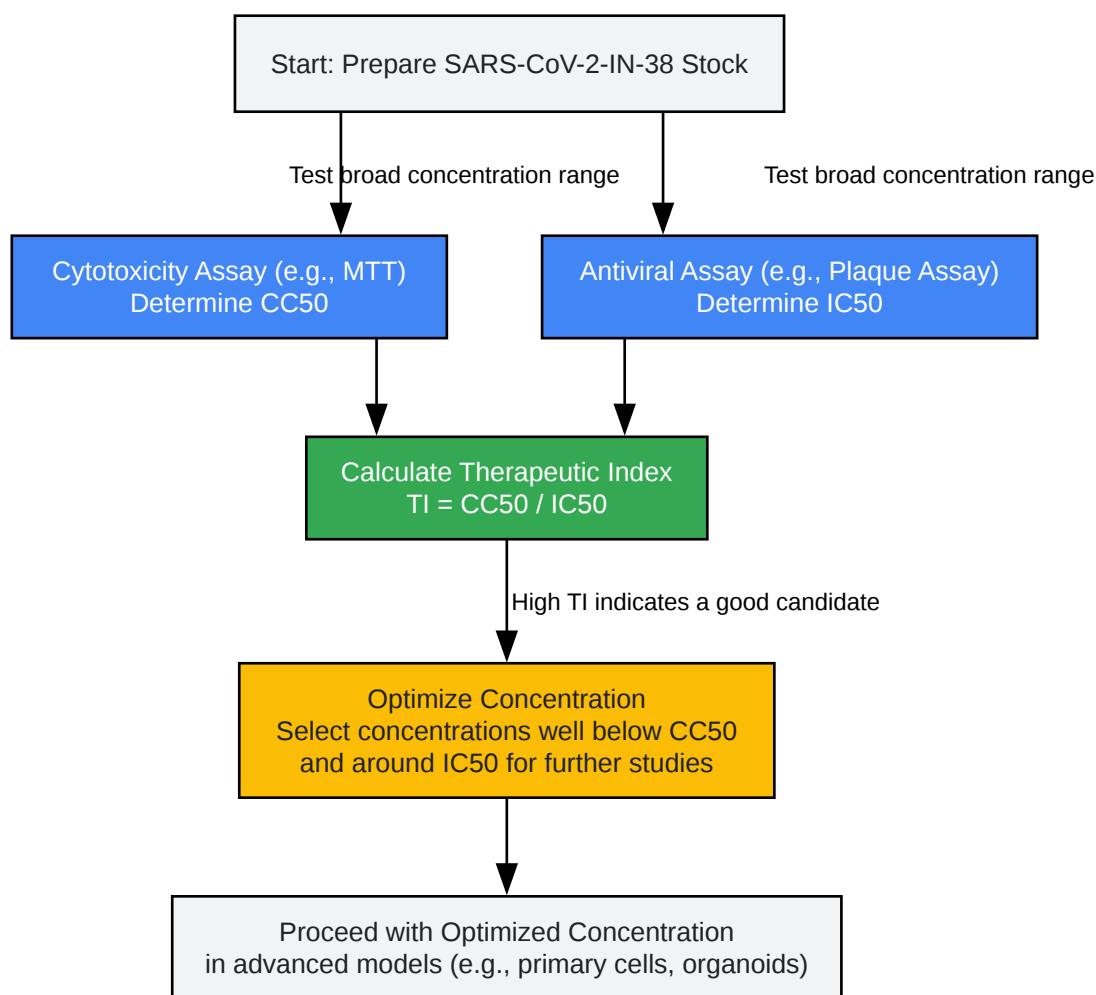 Start: Prepare SARS-CoV-2-IN-38 Stock
Test broad concentration range
Test broad concentration range
Cytotoxicity Assay (e.g., MTT)
Determine CC50
Antiviral Assay (e.g., Plaque Assay)
Determine IC50
Calculate Therapeutic Index
TI = CC50 / IC50
High TI indicates a good candidate
Optimize Concentration
Select concentrations well below CC50
and around IC50 for further studies
Proceed with Optimized Concentration
in advanced models (e.g., primary cells, organoids)